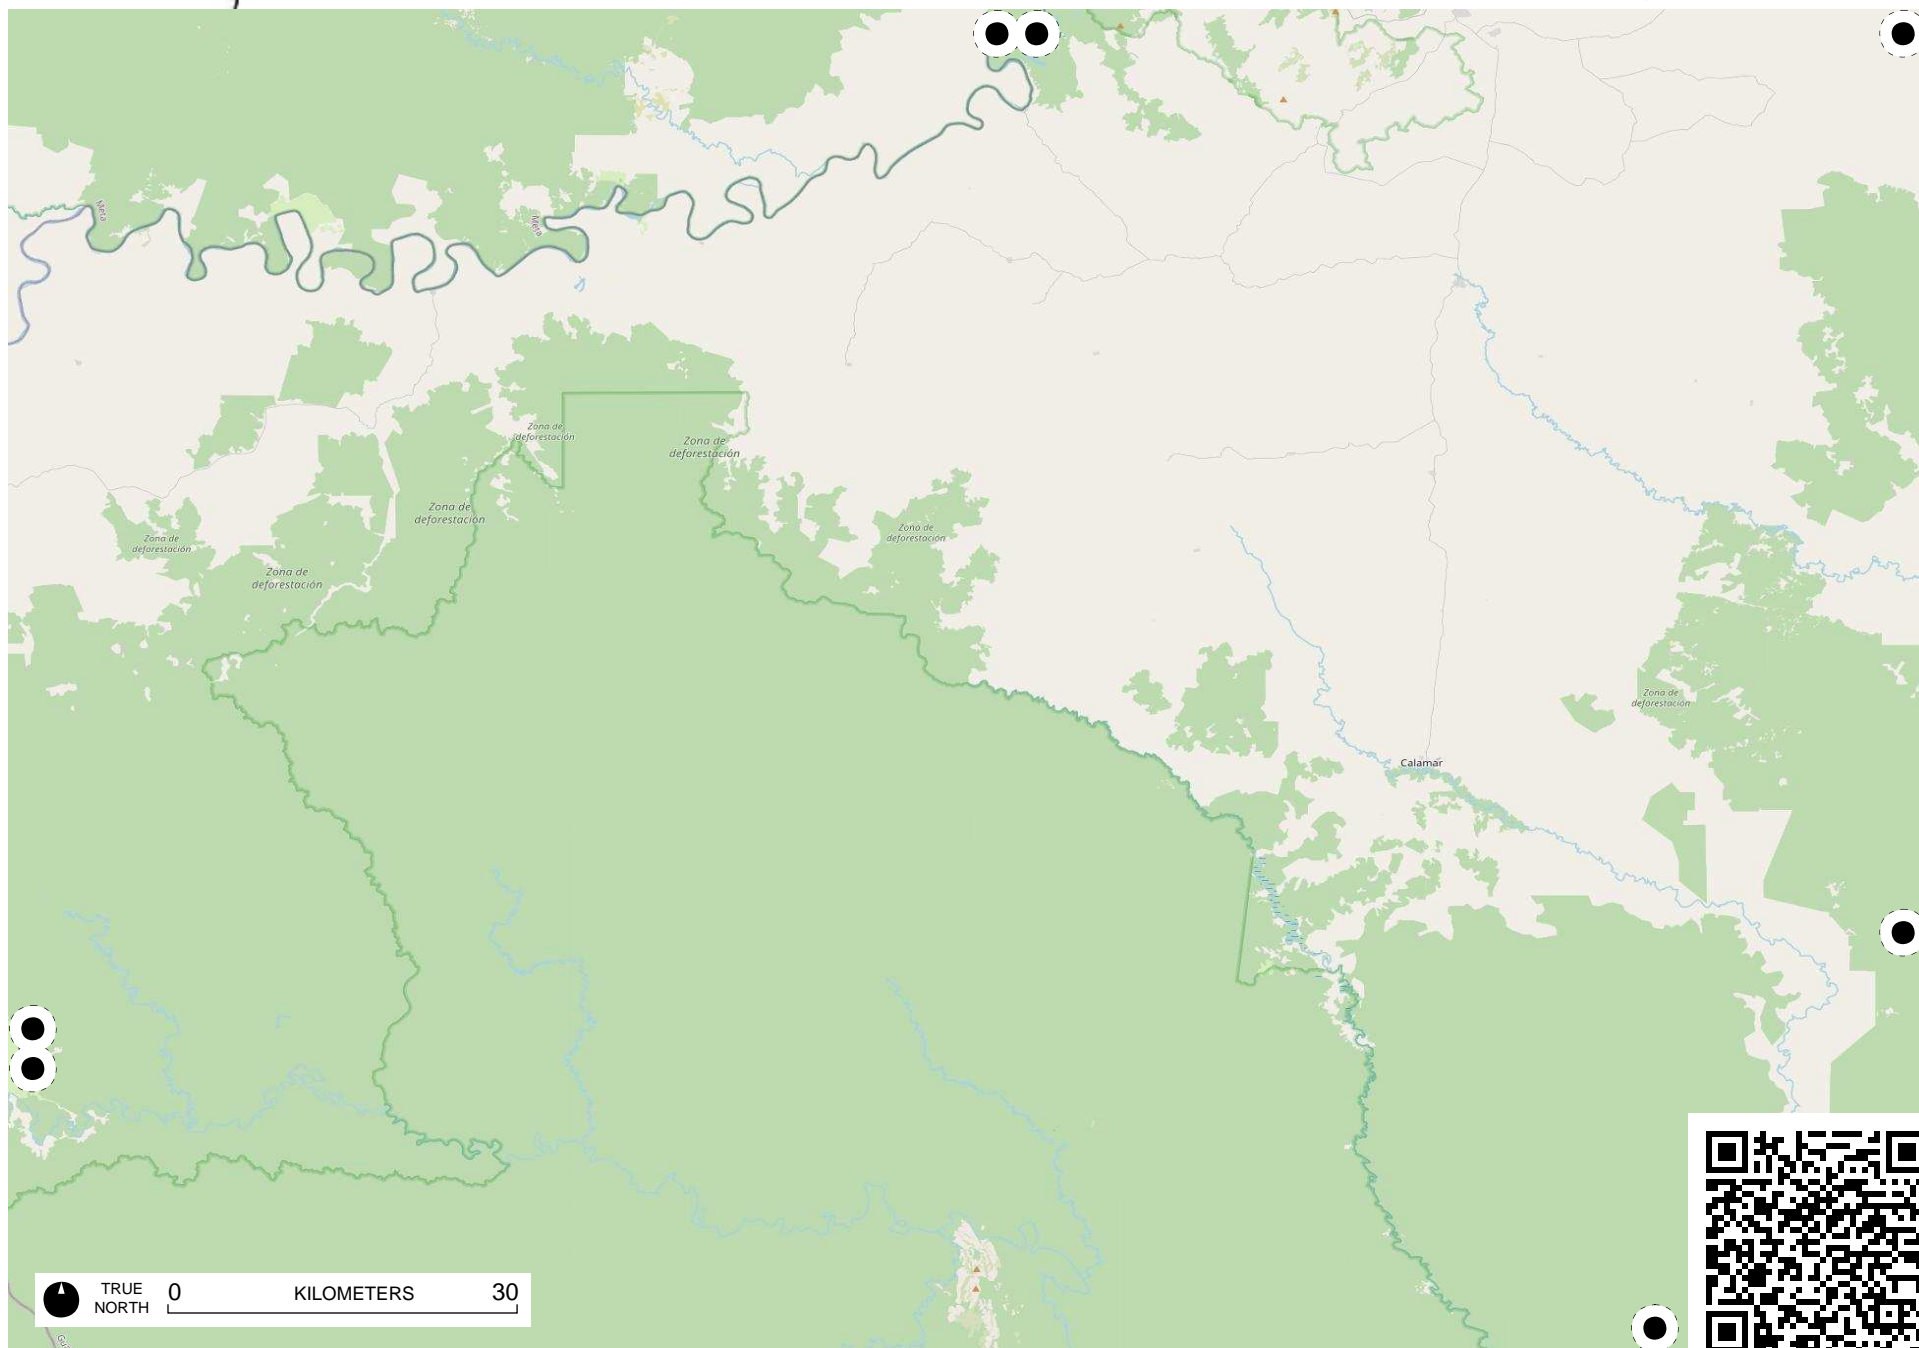 Meta
Meta
Zona de
deforestación
Zona de
deforestación
Zona de
deforestación
Zona de
deforestación
Zona de
deforestación
Zona de
deforestación
Zona de
deforestación
Calamar
TRUE
NORTH
0 KILOMETERS 30